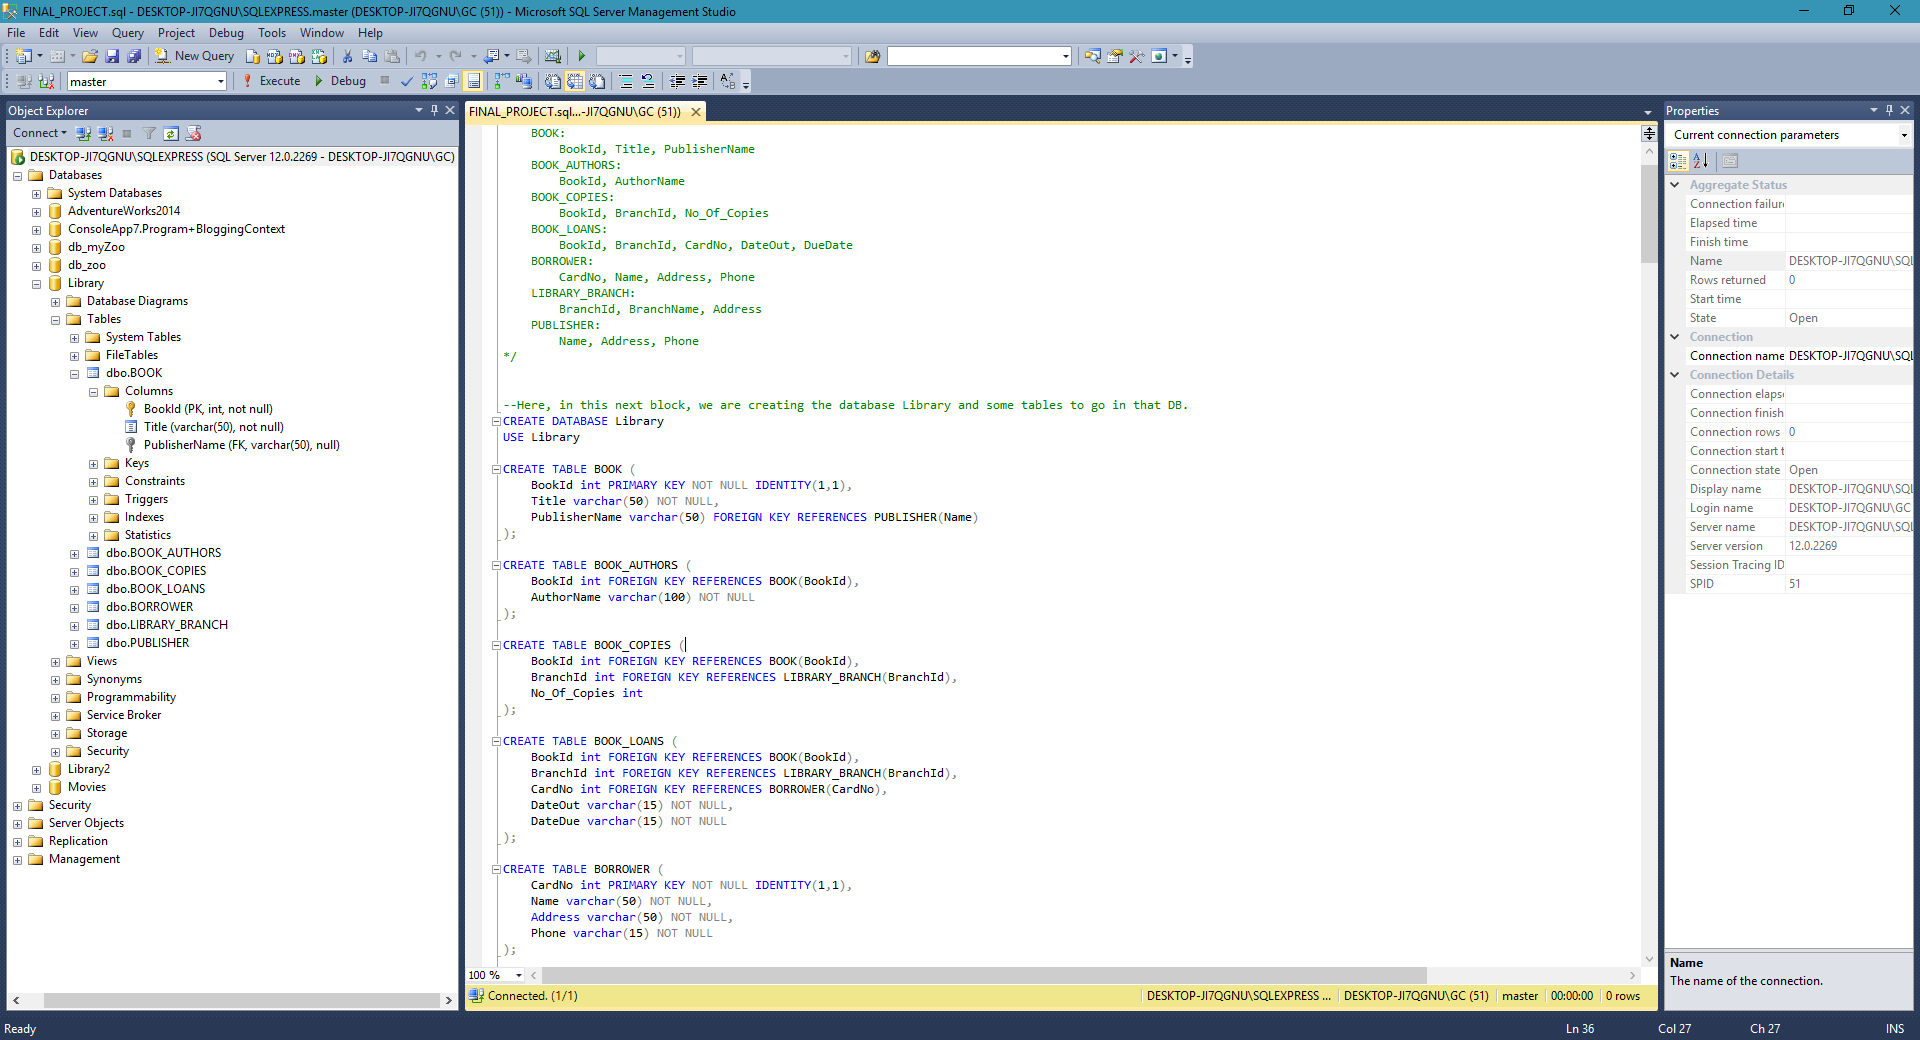 FINAL_PROJECT.sql - DESKTOP-JI7QGNU\SQLEXPRESS.master (DESKTOP-JI7QGNU\GC (51)) - Microsoft SQL Server Management Studio
File Edit View Query Project Debug Tools Window Help
New Query
master Execute Debug
Object Explorer
Connect
DESKTOP-JI7QGNU\SQLEXPRESS (SQL Server 12.0.2269 - DESKTOP-JI7QGNU\GC)
Databases
System Databases
AdventureWorks2014
ConsoleApp7.Program+BloggingContext
db_myZoo
db_zoo
Library
Database Diagrams
Tables
System Tables
FileTables
dbo.BOOK
Columns
BookId (PK, int, not null)
Title (varchar(50), not null)
PublisherName (FK, varchar(50), null)
Keys
Constraints
Triggers
Indexes
Statistics
dbo.BOOK_AUTHORS
dbo.BOOK_COPIES
dbo.BOOK_LOANS
dbo.BORROWER
dbo.LIBRARY_BRANCH
dbo.PUBLISHER
Views
Synonyms
Programmability
Service Broker
Storage
Security
Library2
Movies
Security
Server Objects
Replication
Management
FINAL_PROJECT.sql...-JI7QGNU\GC (51))
BOOK:
BookId, Title, PublisherName
BOOK_AUTHORS:
BookId, AuthorName
BOOK_COPIES:
BookId, BranchId, No_Of_Copies
BOOK_LOANS:
BookId, BranchId, CardNo, DateOut, DueDate
BORROWER:
CardNo, Name, Address, Phone
LIBRARY_BRANCH:
BranchId, BranchName, Address
PUBLISHER:
Name, Address, Phone
*/
--Here, in this next block, we are creating the database Library and some tables to go in that DB.
CREATE DATABASE Library
USE Library
CREATE TABLE BOOK (
BookId int PRIMARY KEY NOT NULL IDENTITY(1,1),
Title varchar(50) NOT NULL,
PublisherName varchar(50) FOREIGN KEY REFERENCES PUBLISHER(Name)
);
CREATE TABLE BOOK_AUTHORS (
BookId int FOREIGN KEY REFERENCES BOOK(BookId),
AuthorName varchar(100) NOT NULL
);
CREATE TABLE BOOK_COPIES (
BookId int FOREIGN KEY REFERENCES BOOK(BookId),
BranchId int FOREIGN KEY REFERENCES LIBRARY_BRANCH(BranchId),
No_Of_Copies int
);
CREATE TABLE BOOK_LOANS (
BookId int FOREIGN KEY REFERENCES BOOK(BookId),
BranchId int FOREIGN KEY REFERENCES LIBRARY_BRANCH(BranchId),
CardNo int FOREIGN KEY REFERENCES BORROWER(CardNo),
DateOut varchar(15) NOT NULL,
DateDue varchar(15) NOT NULL
);
CREATE TABLE BORROWER (
CardNo int PRIMARY KEY NOT NULL IDENTITY(1,1),
Name varchar(50) NOT NULL,
Address varchar(50) NOT NULL,
Phone varchar(15) NOT NULL
);
100 %
Connected. (1/1) DESKTOP-JI7QGNU\SQLEXPRESS ... DESKTOP-JI7QGNU\GC (51) master 00:00:00 0 rows
Properties
Current connection parameters
Aggregate Status
Connection failur
Elapsed time
Finish time
Name DESKTOP-JI7QGNU\SQL
Rows returned 0
Start time
State Open
Connection
Connection name DESKTOP-JI7QGNU\SQL
Connection Details
Connection elaps
Connection finish
Connection rows 0
Connection start t
Connection state Open
Display name DESKTOP-JI7QGNU\SQL
Login name DESKTOP-JI7QGNU\GC
Server name DESKTOP-JI7QGNU\SQL
Server version 12.0.2269
Session Tracing ID
SPID 51
Name
The name of the connection.
Ready Ln 36 Col 27 Ch 27 INS